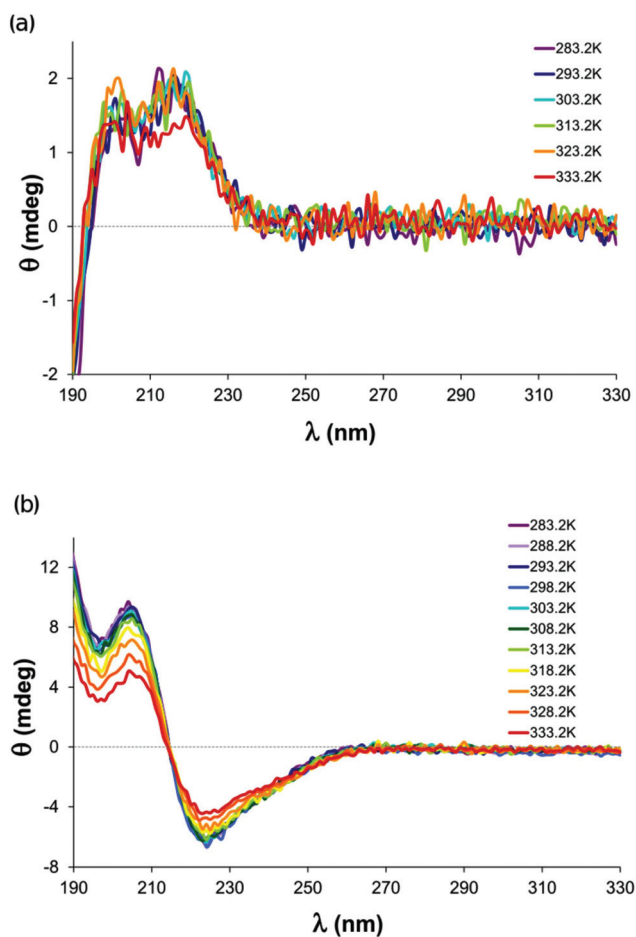 (a)
283.2K
293.2K
303.2K
313.2K
323.2K
333.2K
2
1
0
-1
-2
θ (mdeg)
190 210 230 250 270 290 310 330
λ (nm)
(b)
283.2K
288.2K
293.2K
298.2K
303.2K
308.2K
313.2K
318.2K
323.2K
328.2K
333.2K
12
8
4
0
-4
-8
θ (mdeg)
190 210 230 250 270 290 310 330
λ (nm)